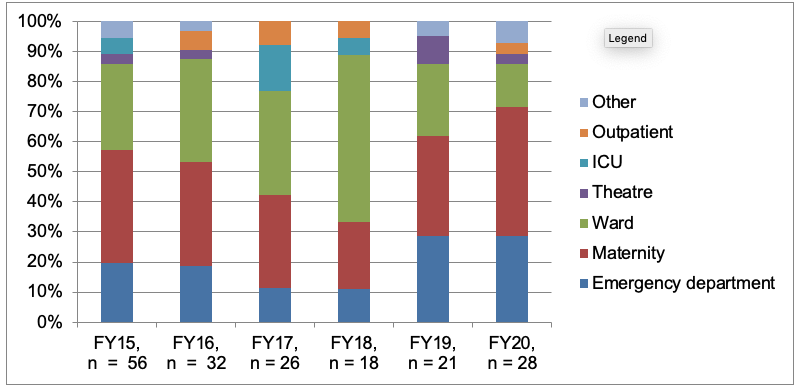 100%
90%
80%
70%
60%
50%
40%
30%
20%
10%
0%
FY15,
n = 56
FY16,
n = 32
FY17,
n = 26
FY18,
n = 18
FY19,
n = 21
FY20,
n = 28
Legend
Other
Outpatient
ICU
Theatre
Ward
Maternity
Emergency department